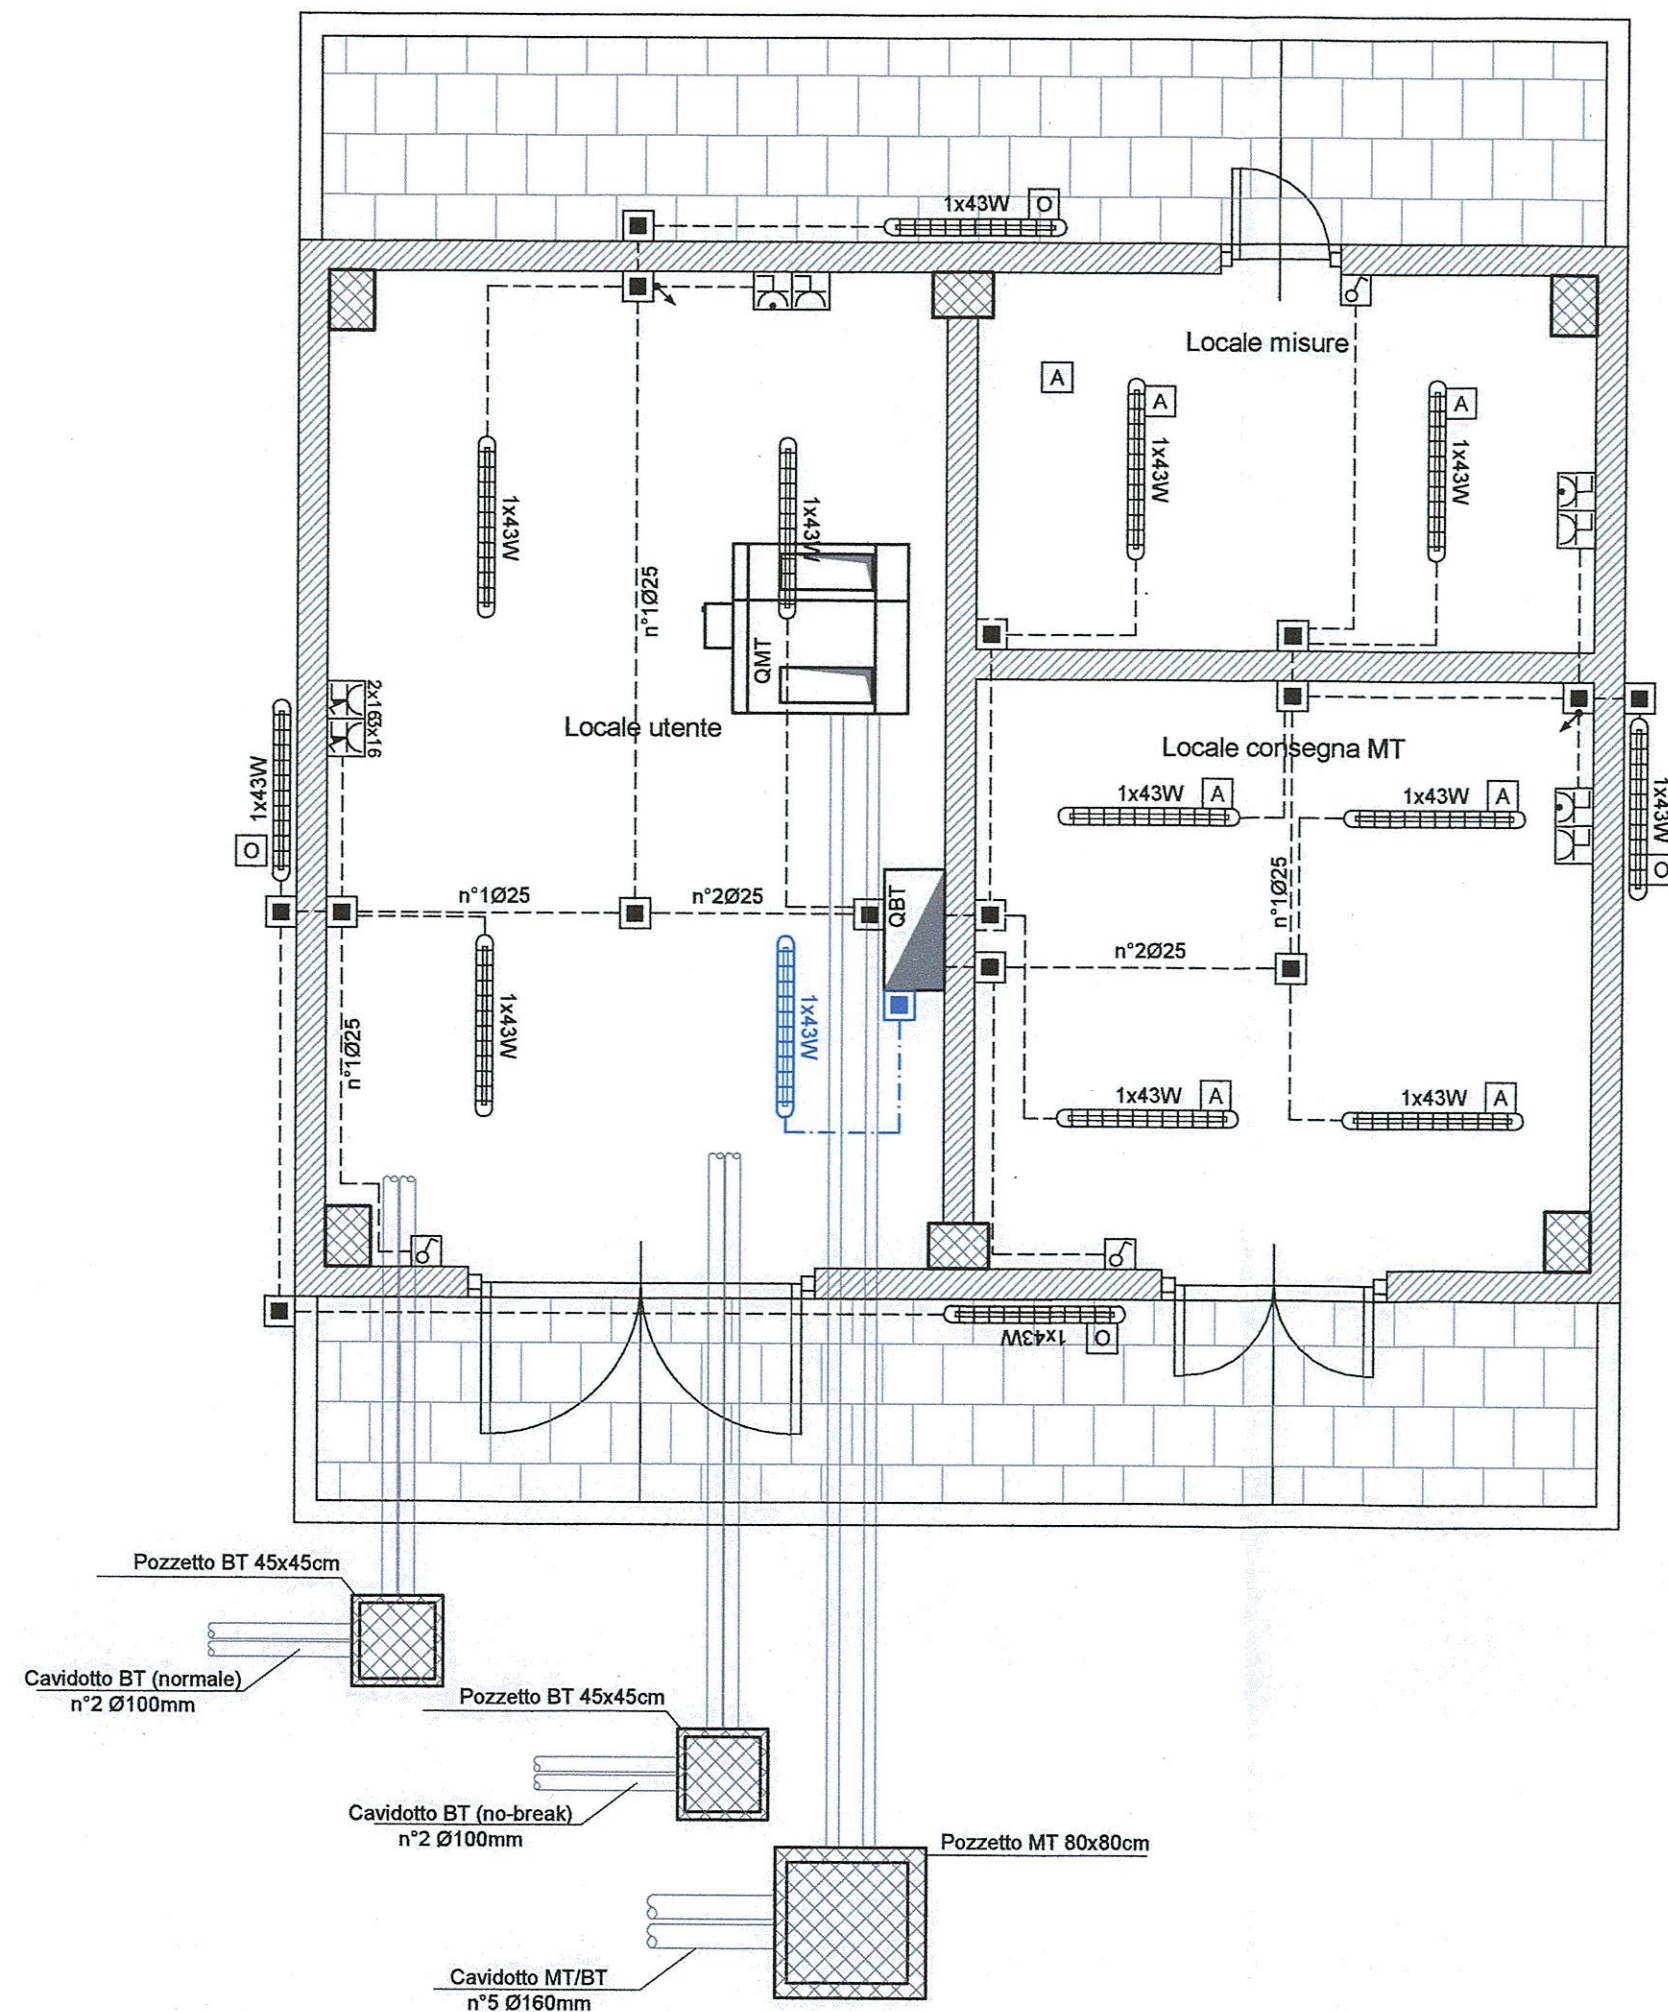 1x43W
O
Locale misure
A
A
A
1x43W
1x43W
1x43W
1x43W
n°1Ø25
QMT
2x16
3x16
Locale utente
Locale consegna MT
1x43W
O
1x43W
A
1x43W
A
1x43W
O
n°1Ø25
n°2Ø25
QBT
n°1Ø25
n°2Ø25
1x43W
1x43W
n°1Ø25
1x43W
A
1x43W
A
1x43W
O
Pozzetto BT 45x45cm
Cavidotto BT (normale)
n°2 Ø100mm
Pozzetto BT 45x45cm
Cavidotto BT (no-break)
n°2 Ø100mm
Pozzetto MT 80x80cm
Cavidotto MT/BT
n°5 Ø160mm